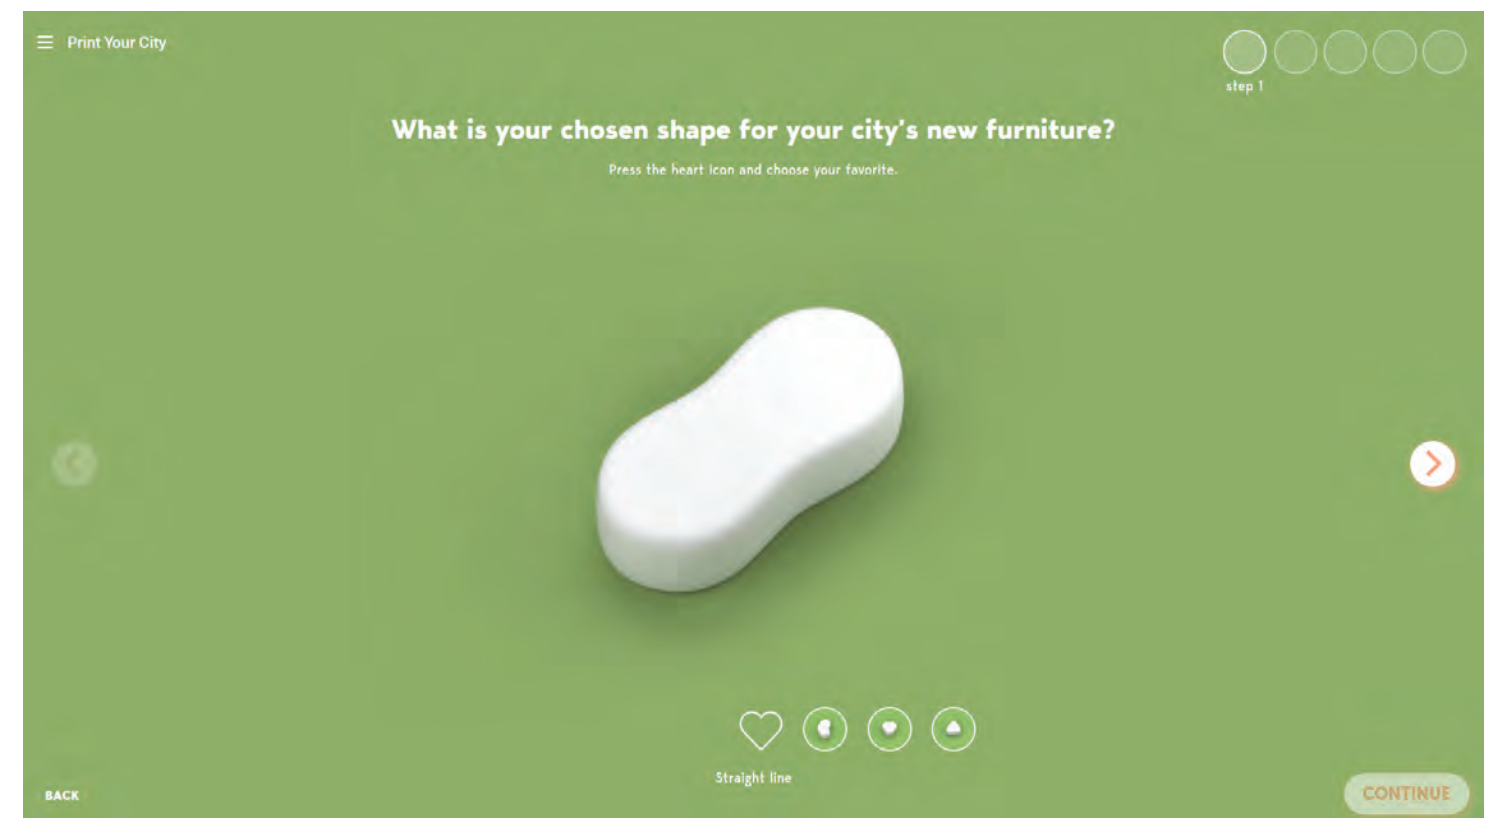 Print Your City
step 1
What is your chosen shape for your city's new furniture?
Press the heart icon and choose your favorite.
Straight line
BACK
CONTINUE